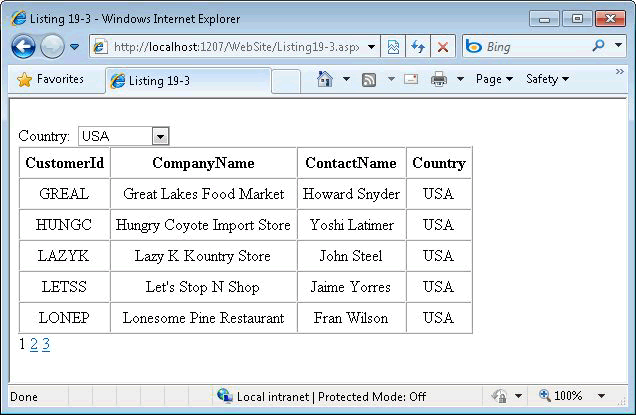 Listing 19-3 - Windows Internet Explorer
http://localhost:1207/WebSite/Listing19-3.aspx
Bing
Favorites
Listing 19-3
Page
Safety
»
Country: USA
CustomerId CompanyName ContactName Country
GREAL Great Lakes Food Market Howard Snyder USA
HUNGC Hungry Coyote Import Store Yoshi Latimer USA
LAZYK Lazy K Kountry Store John Steel USA
LETSS Let's Stop N Shop Jaime Yorres USA
LONEP Lonesome Pine Restaurant Fran Wilson USA
1 2 3
Done
Local intranet | Protected Mode: Off
100%